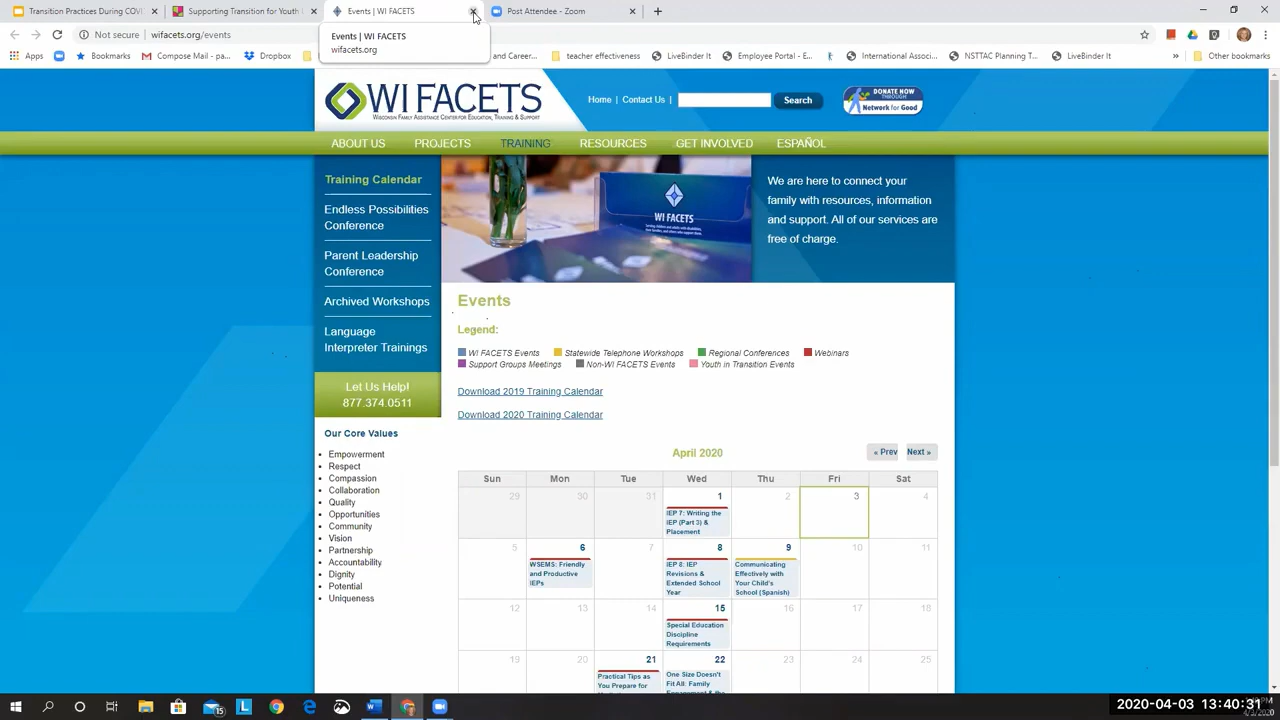 Transition Practices During COVI
Supporting Transition for Youth
Events | WI FACETS
Post Attendee - Zoom
Not secure | wifacets.org/events
Events | WI FACETS
wifacets.org
Apps
Bookmarks
Compose Mail - pa...
Dropbox
and Career...
teacher effectiveness
LiveBinder It
Employee Portal - E...
International Associ...
NSTTAC Planning T...
LiveBinder It
»
Other bookmarks
WI FACETS
WISCONSIN FAMILY ASSISTANCE CENTER FOR EDUCATION, TRAINING & SUPPORT
Home | Contact Us |
Search
DONATE NOW
THROUGH
Network for Good
ABOUT US
PROJECTS
TRAINING
RESOURCES
GET INVOLVED
ESPAÑOL
Training Calendar
Endless Possibilities
Conference
Parent Leadership
Conference
Archived Workshops
Language
Interpreter Trainings
Let Us Help!
877.374.0511
Our Core Values
Empowerment
Respect
Compassion
Collaboration
Quality
Opportunities
Community
Vision
Partnership
Accountability
Dignity
Potential
Uniqueness
WI FACETS
We are here to connect your
family with resources, information
and support. All of our services are
free of charge.
Events
Legend:
WI FACETS Events
Statewide Telephone Workshops
Regional Conferences
Webinars
Support Groups Meetings
Non-WI FACETS Events
Youth in Transition Events
Download 2019 Training Calendar
Download 2020 Training Calendar
April 2020
« Prev
Next »
Sun Mon Tue Wed Thu Fri Sat
29 30 31 1 2 3 4
IEP 7: Writing the
IEP (Part 3) &
Placement
5 6 7 8 9 10 11
WSEMS: Friendly
and Productive
IEPs
IEP 8: IEP
Revisions &
Extended School
Year
Communicating
Effectively with
Your Child's
School (Spanish)
12 13 14 15 16 17 18
Special Education
Discipline
Requirements
19 20 21 22 23 24 25
Practical Tips as
You Prepare for
One Size Doesn't
Fit All: Family
15
2020-04-03 13:40:31